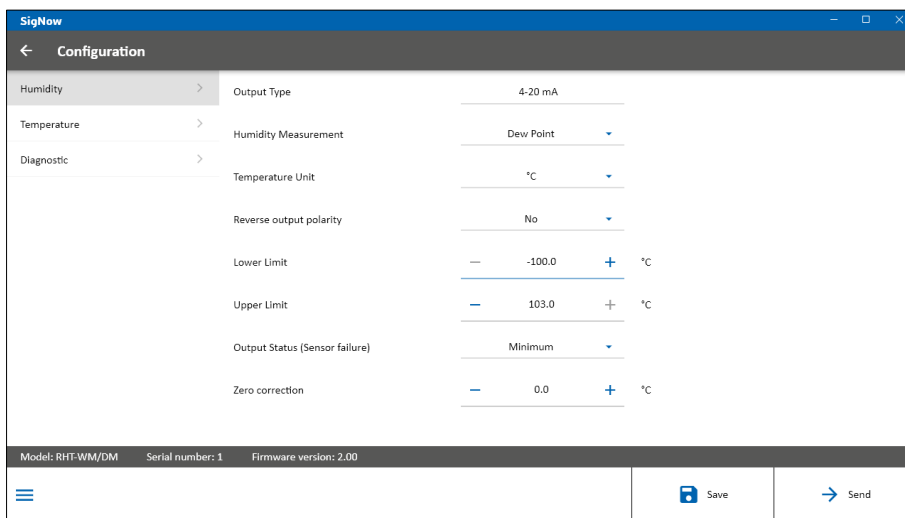 SigNow
Configuration
Humidity
Temperature
Diagnostic
Output Type 4-20 mA
Humidity Measurement Dew Point
Temperature Unit °C
Reverse output polarity No
Lower Limit -100.0 °C
Upper Limit 103.0 °C
Output Status (Sensor failure) Minimum
Zero correction 0.0 °C
Model: RHT-WM/DM Serial number: 1 Firmware version: 2.00
Save Send